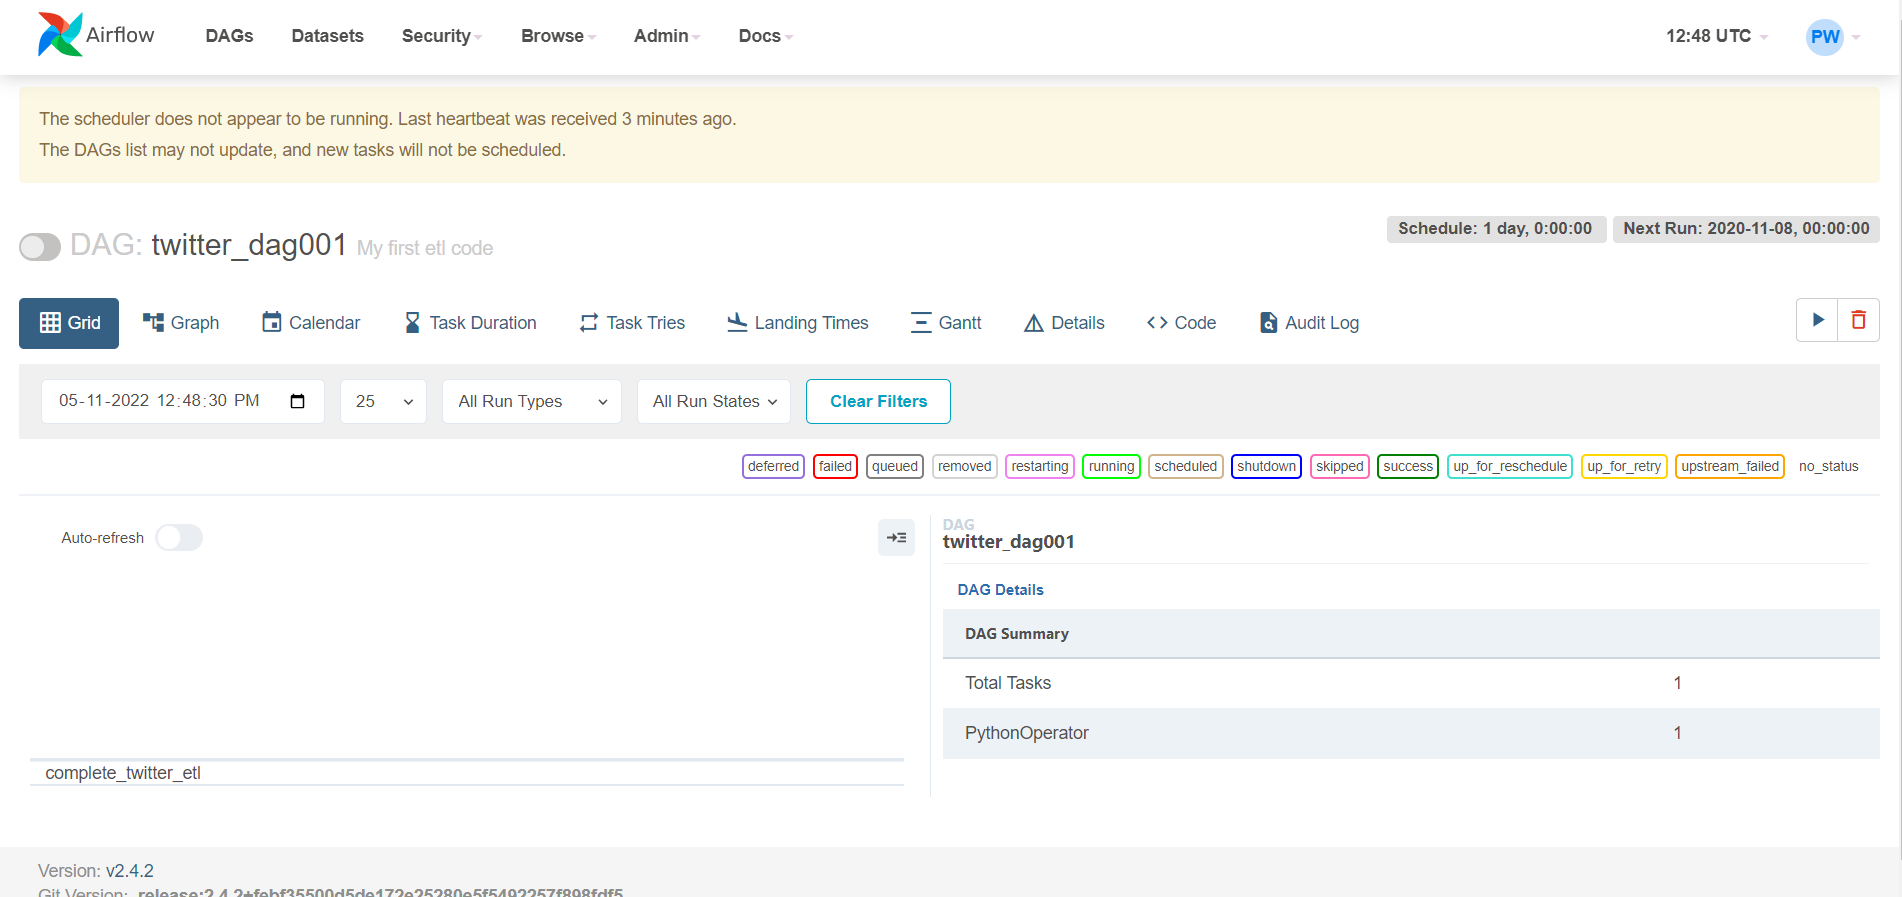 Airflow DAGs Datasets Security Browse Admin Docs 12:48 UTC PW
The scheduler does not appear to be running. Last heartbeat was received 3 minutes ago.
The DAGs list may not update, and new tasks will not be scheduled.
Schedule: 1 day, 0:00:00 Next Run: 2020-11-08, 00:00:00
DAG: twitter_dag001 My first etl code
Grid Graph Calendar Task Duration Task Tries Landing Times Gantt Details Code Audit Log
05-11-2022 12:48:30 PM 25 All Run Types All Run States Clear Filters
deferred failed queued removed restarting running scheduled shutdown skipped success up_for_reschedule up_for_retry upstream_failed no_status
Auto-refresh
complete_twitter_etl
DAG
twitter_dag001
DAG Details
DAG Summary
Total Tasks 1
PythonOperator 1
Version: v2.4.2
Git Version: .release:2.4.2+febf35500d5de172e25280e5f5492257f898fdf5